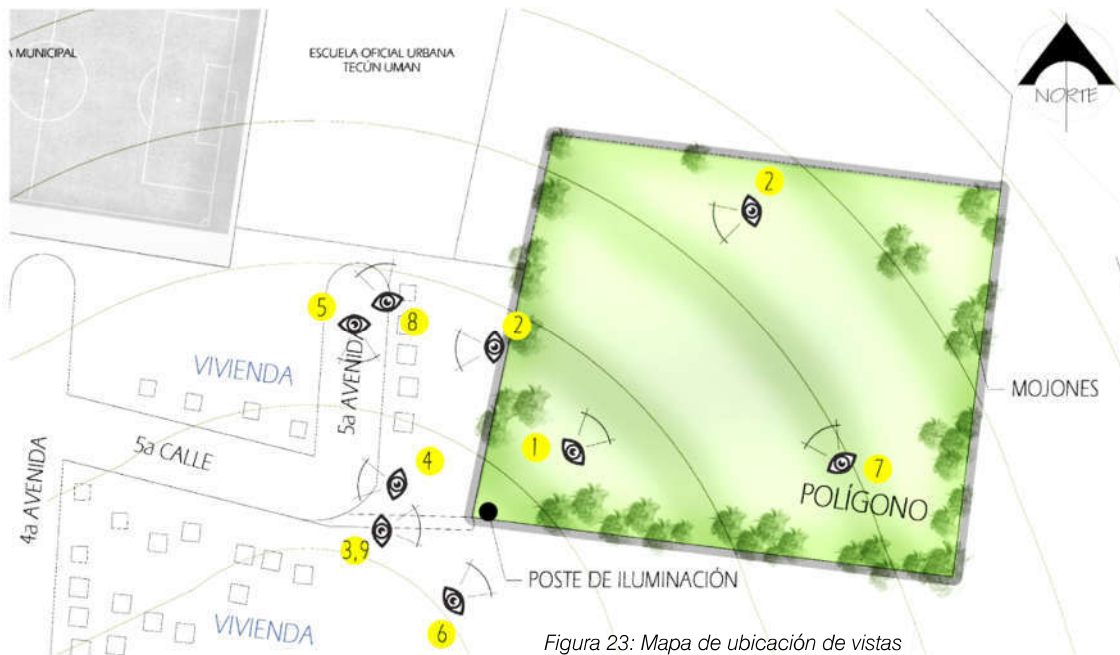 A MUNICIPAL
ESCUELA OFICIAL URBANA
TECÚN UMAN
NORTE
2
5
8
2
VIVIENDA
5a AVENIDA
MOJONES
5a CALLE
4
1
7
POLÍGONO
4a AVENIDA
3,9
POSTE DE ILUMINACIÓN
VIVIENDA
6
Figura 23: Mapa de ubicación de vistas